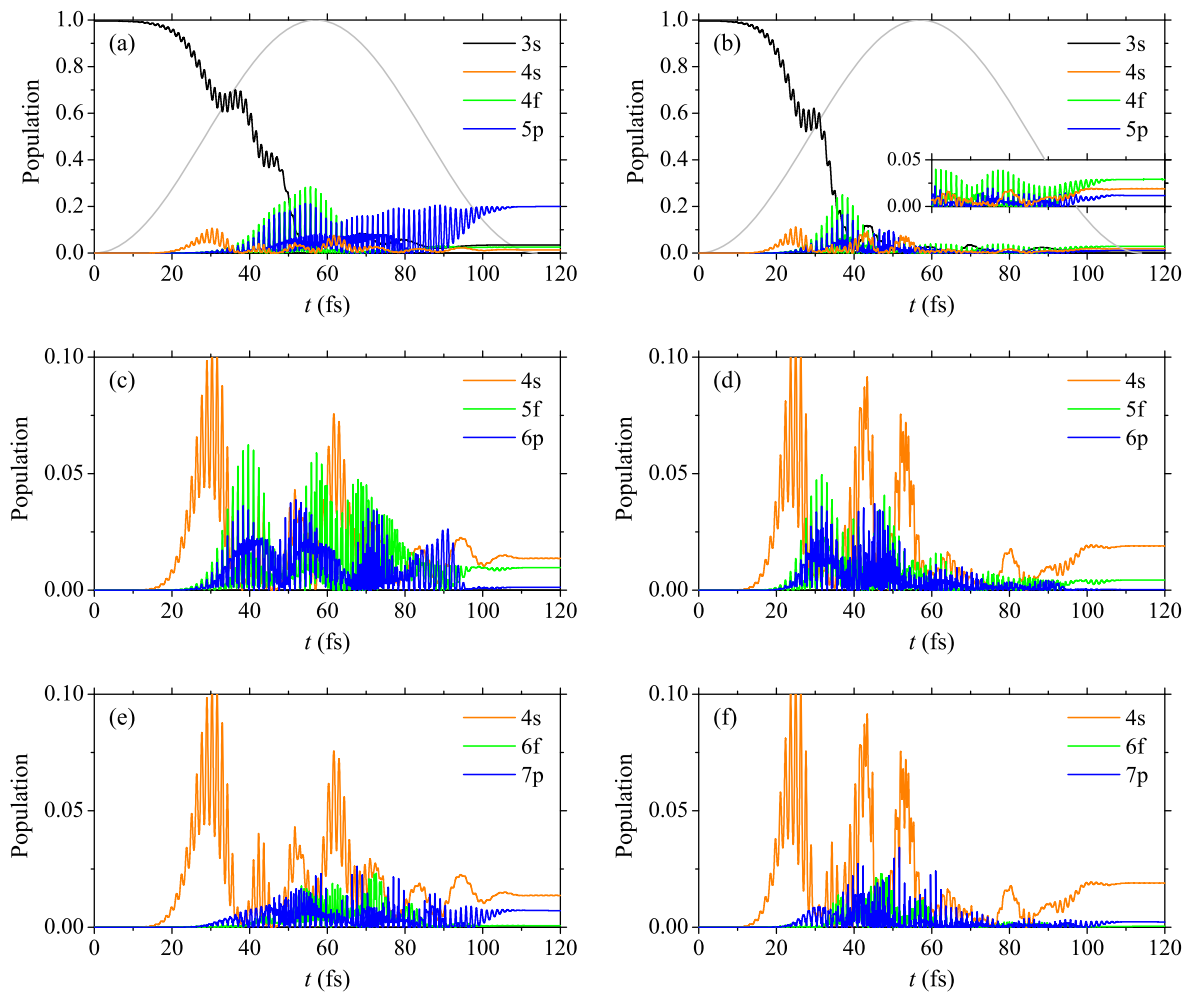 (a)
3s
4s
4f
5p
Population
1.0
0.8
0.6
0.4
0.2
0.0
0 20 40 60 80 100 120
t (fs)
(b)
3s
4s
4f
5p
Population
1.0
0.8
0.6
0.4
0.2
0.0
0.05
0.00
0 20 40 60 80 100 120
t (fs)
(c)
4s
5f
6p
Population
0.10
0.05
0.00
0 20 40 60 80 100 120
t (fs)
(d)
4s
5f
6p
Population
0.10
0.05
0.00
0 20 40 60 80 100 120
t (fs)
(e)
4s
6f
7p
Population
0.10
0.05
0.00
0 20 40 60 80 100 120
t (fs)
(f)
4s
6f
7p
Population
0.10
0.05
0.00
0 20 40 60 80 100 120
t (fs)